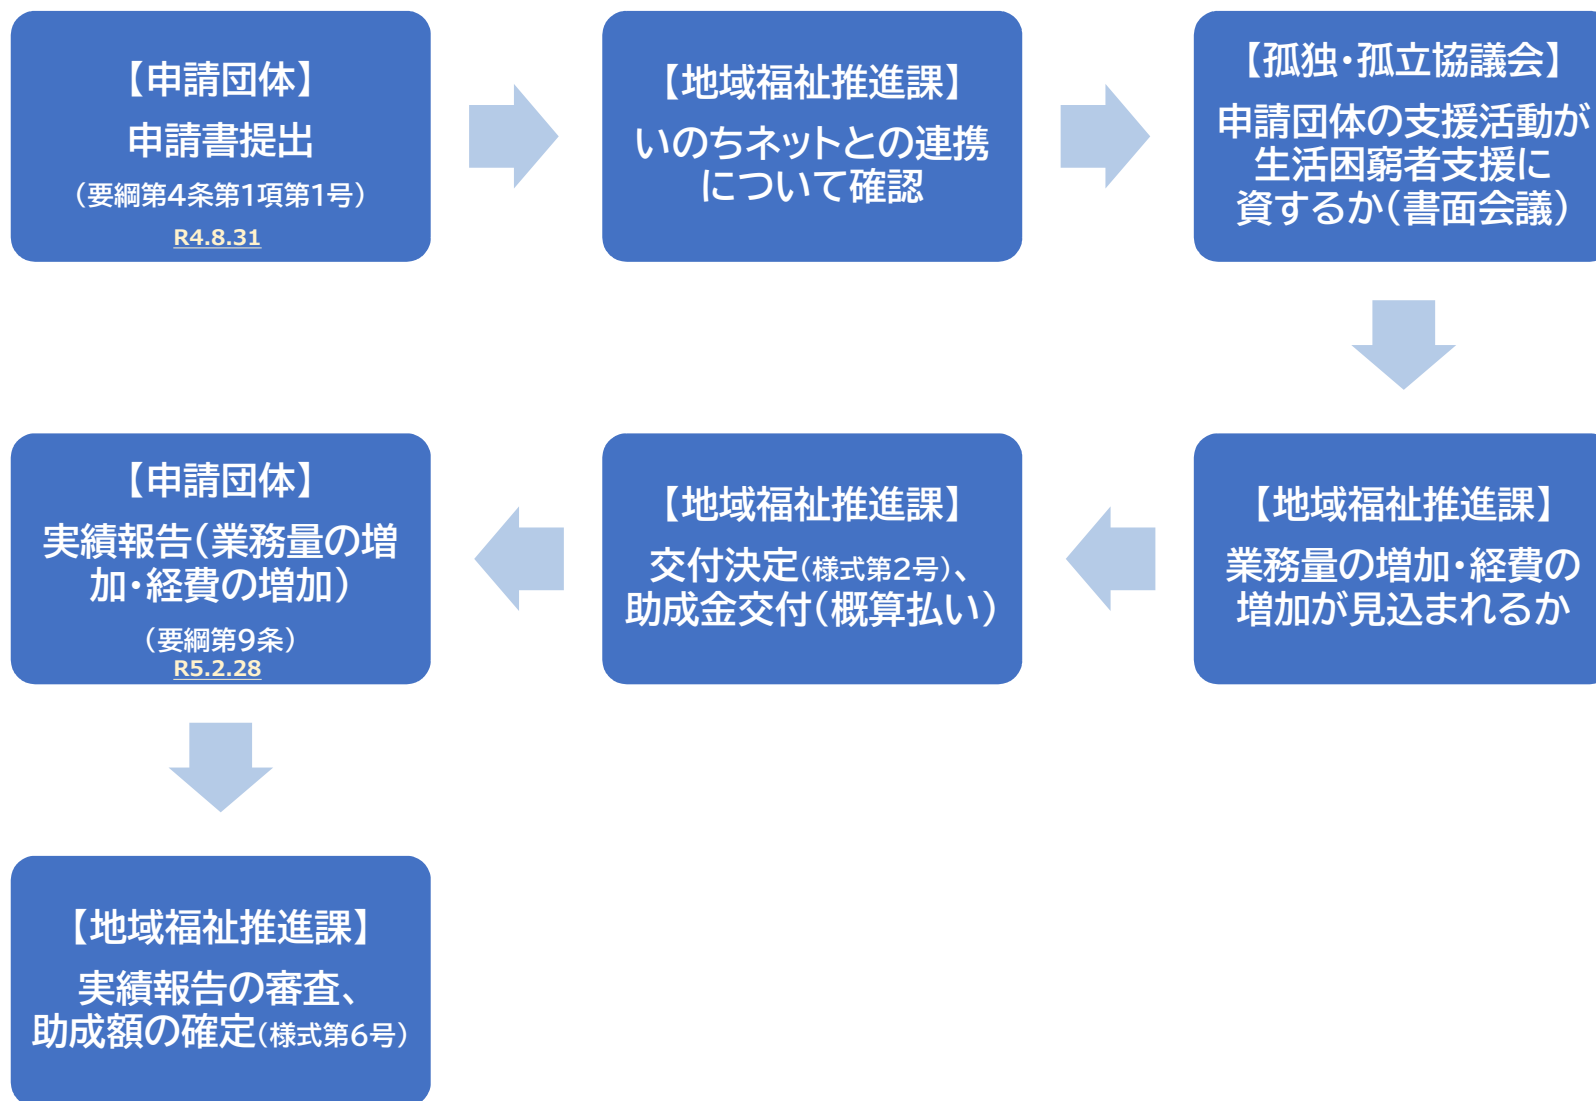 【申請団体】
申請書提出
（要綱第4条第1項第1号）
R4.8.31
【地域福祉推進課】
いのちネットとの連携
について確認
【孤独・孤立協議会】
申請団体の支援活動が
生活困窮者支援に
資するか（書面会議）
【地域福祉推進課】
業務量の増加・経費の
増加が見込まれるか
【地域福祉推進課】
交付決定（様式第2号）、
助成金交付（概算払い）
【申請団体】
実績報告（業務量の増
加・経費の増加）
（要綱第9条）
R5.2.28
【地域福祉推進課】
実績報告の審査、
助成額の確定（様式第6号）